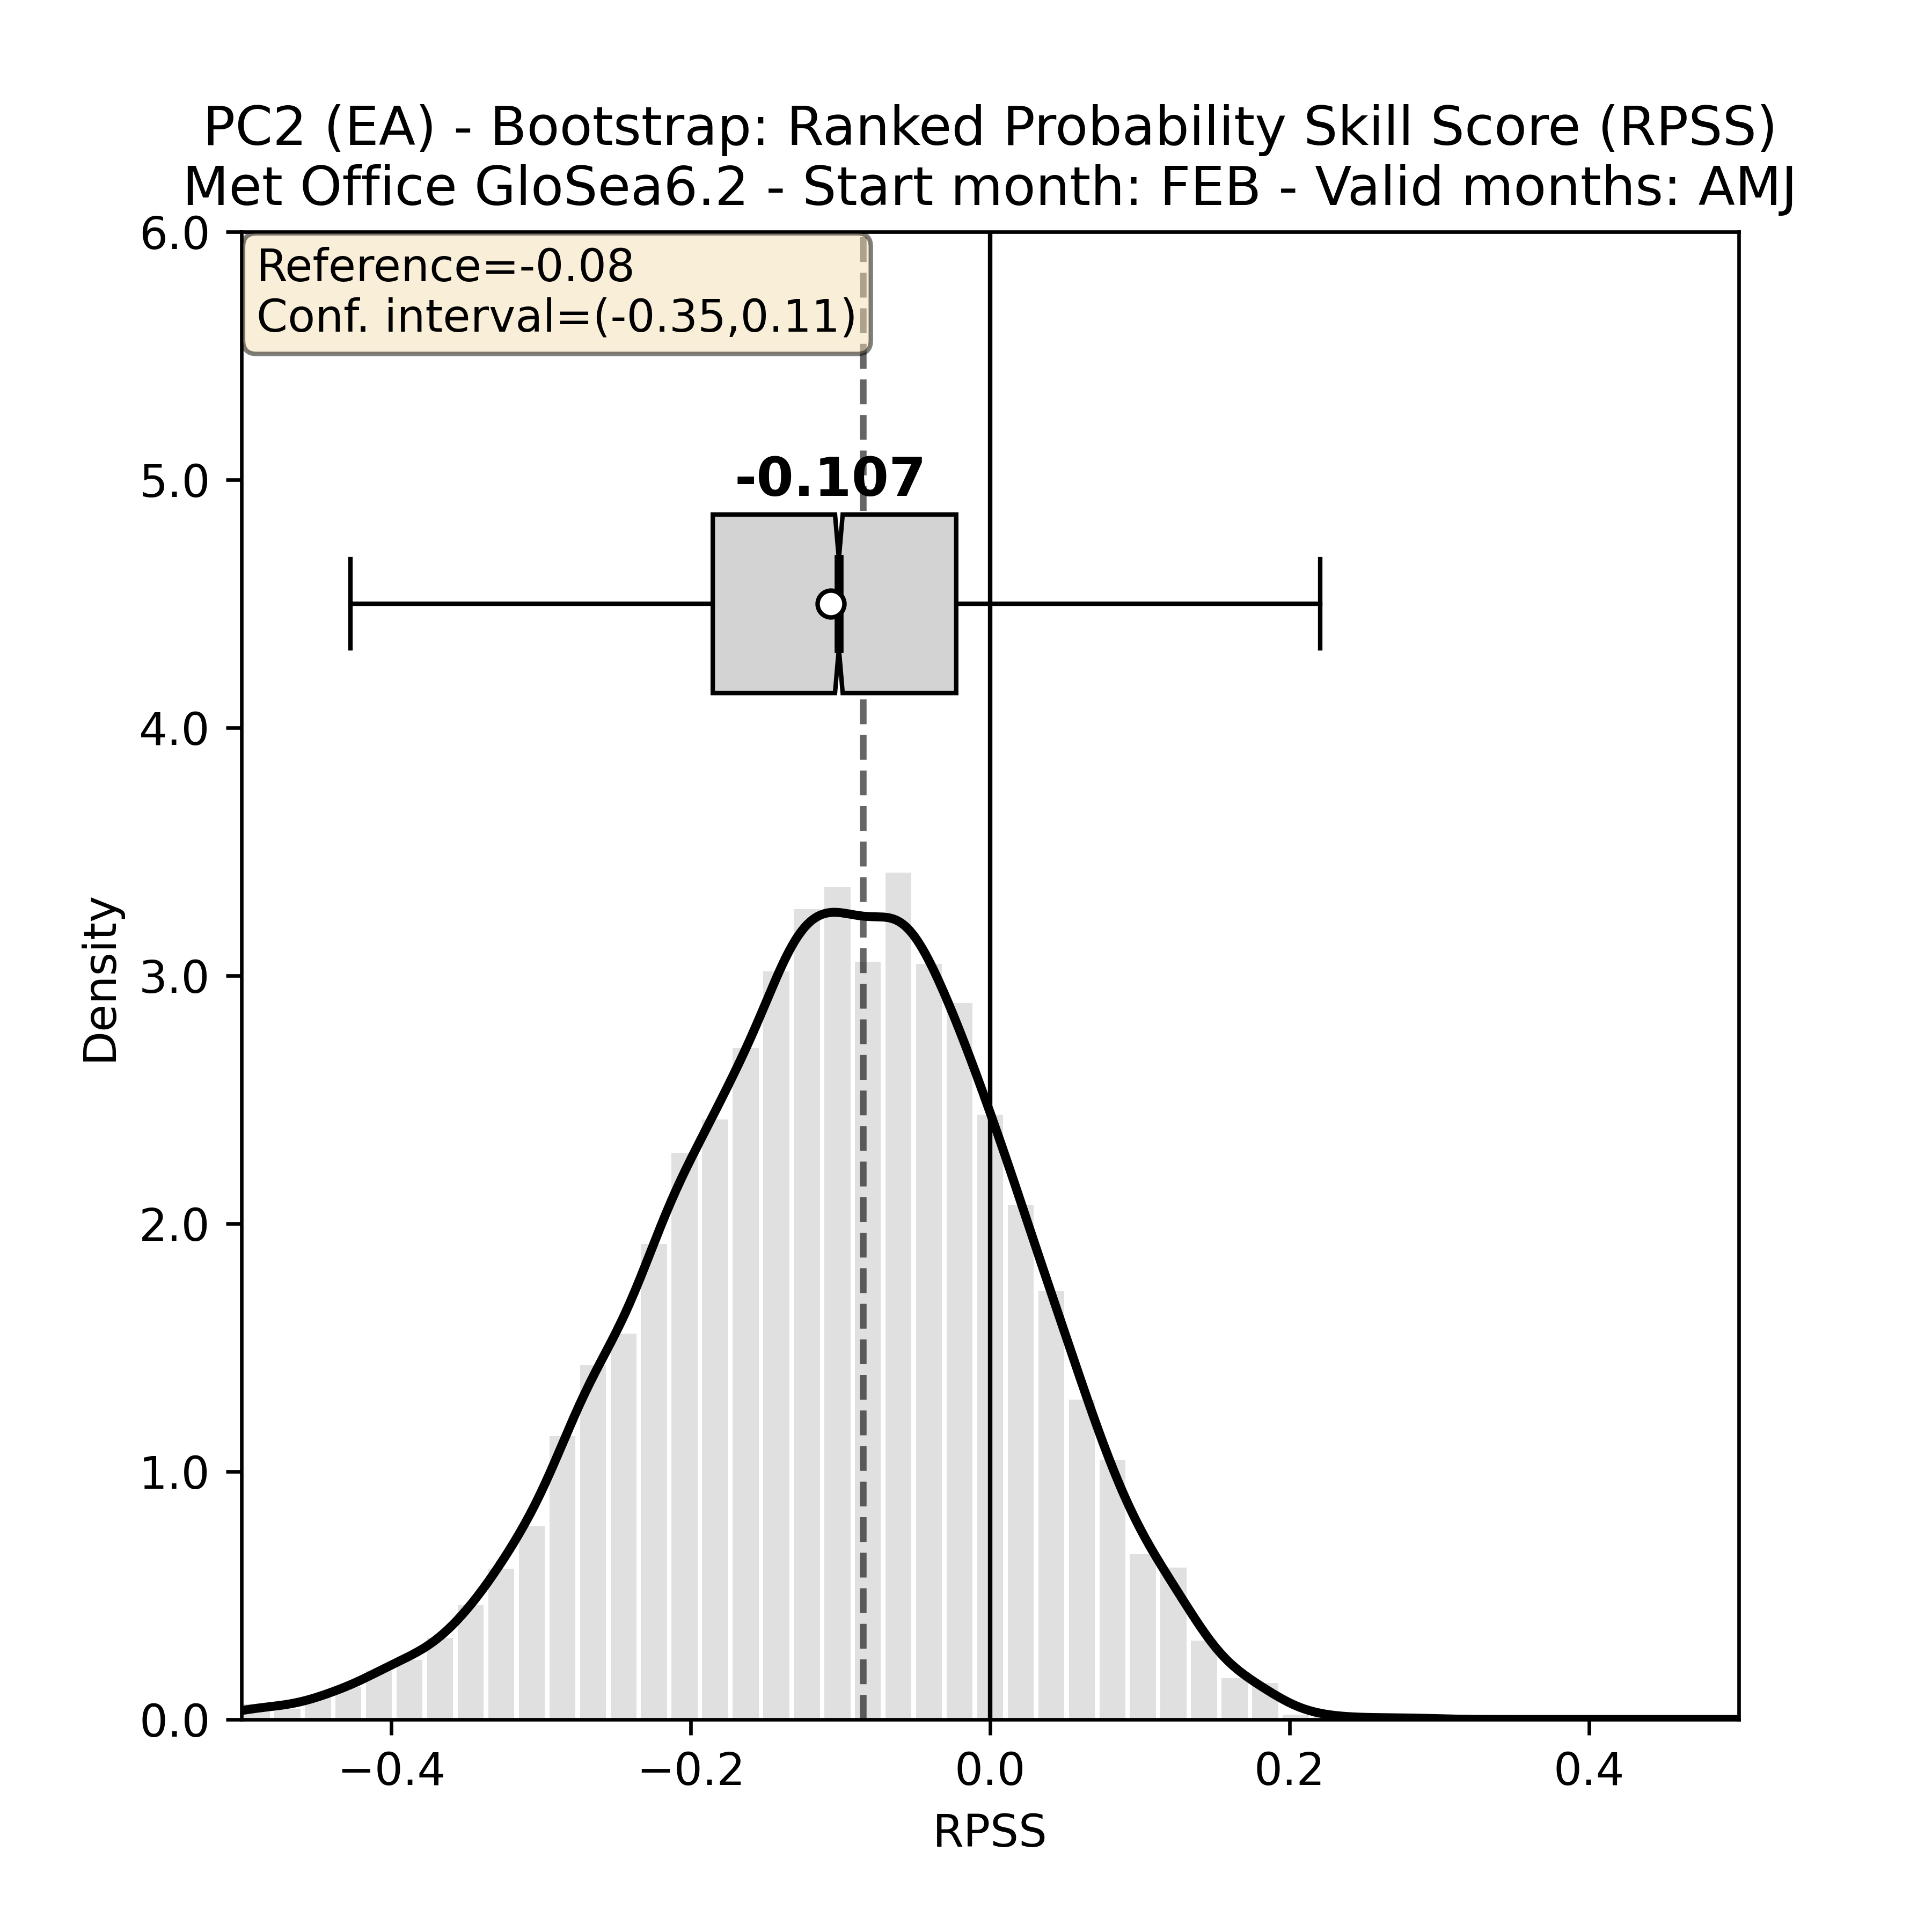 PC2 (EA) - Bootstrap: Ranked Probability Skill Score (RPSS)
Met Office GloSea6.2 - Start month: FEB - Valid months: AMJ
6.0
Reference=-0.08
Conf. interval=(-0.35,0.11)
5.0
-0.107
4.0
3.0
Density
2.0
1.0
0.0
−0.4 −0.2 0.0 0.2 0.4
RPSS